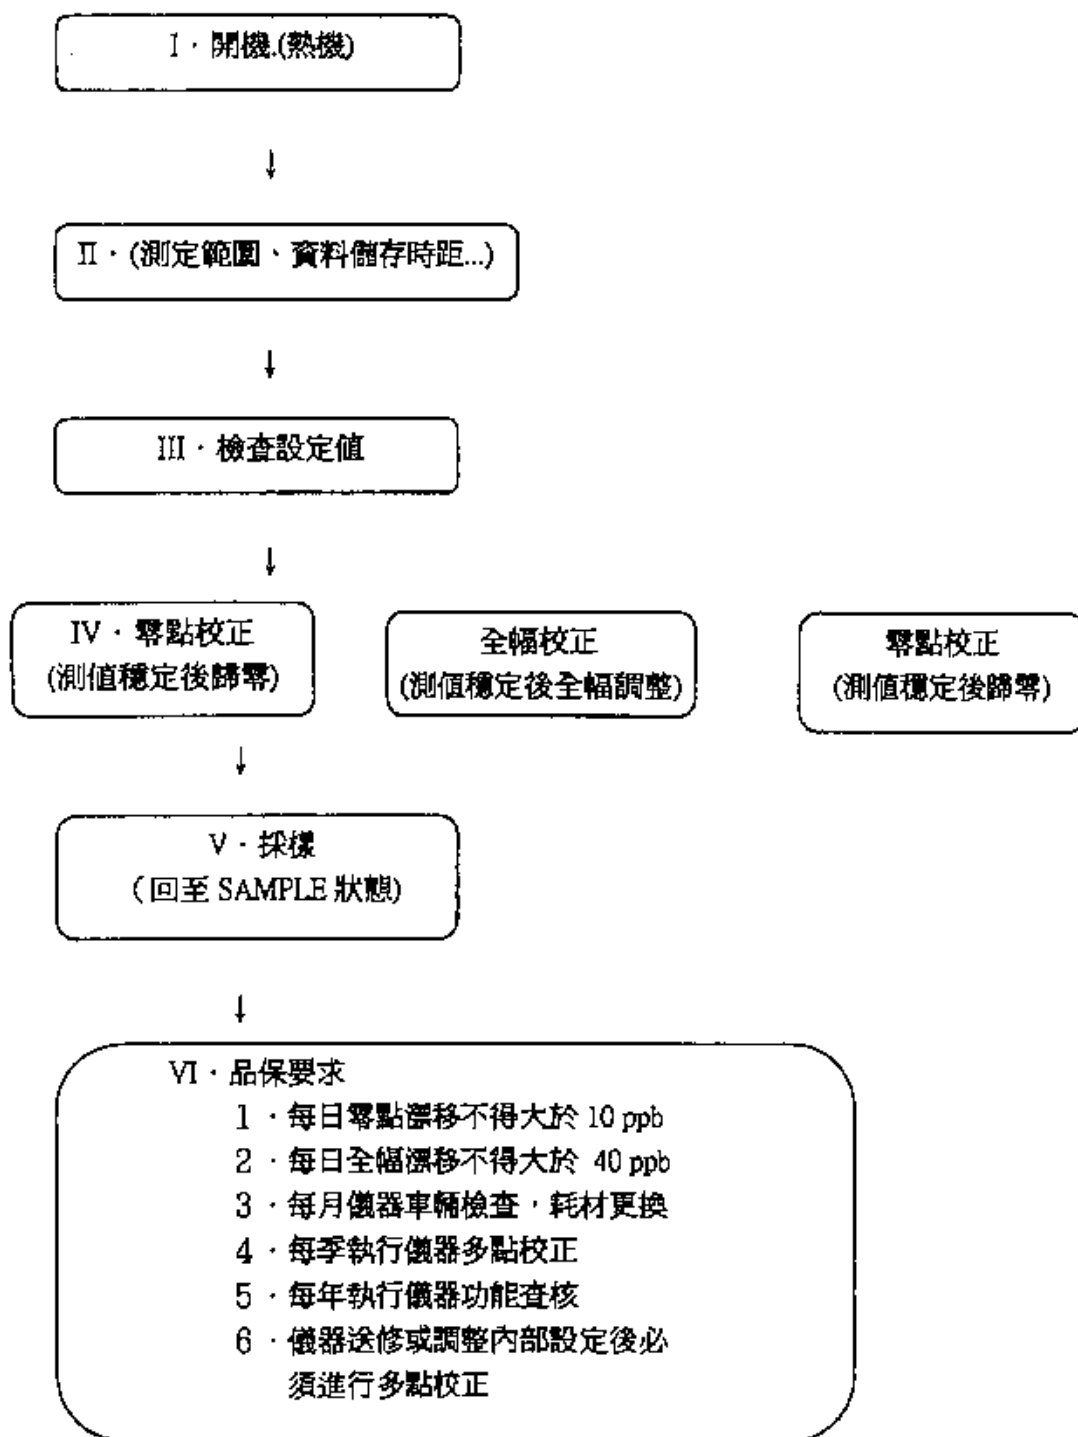 I．開機.(熱機)
II．(測定範圍、資料儲存時距...)
III．檢查設定值
IV．零點校正
(測值穩定後歸零)
全幅校正
(測值穩定後全幅調整)
零點校正
(測值穩定後歸零)
V．採樣
(回至 SAMPLE 狀態)
VI．品保要求
1．每日零點漂移不得大於 10 ppb
2．每日全幅漂移不得大於 40 ppb
3．每月儀器車輛檢查，耗材更換
4．每季執行儀器多點校正
5．每年執行儀器功能查核
6．儀器送修或調整內部設定後必
須進行多點校正